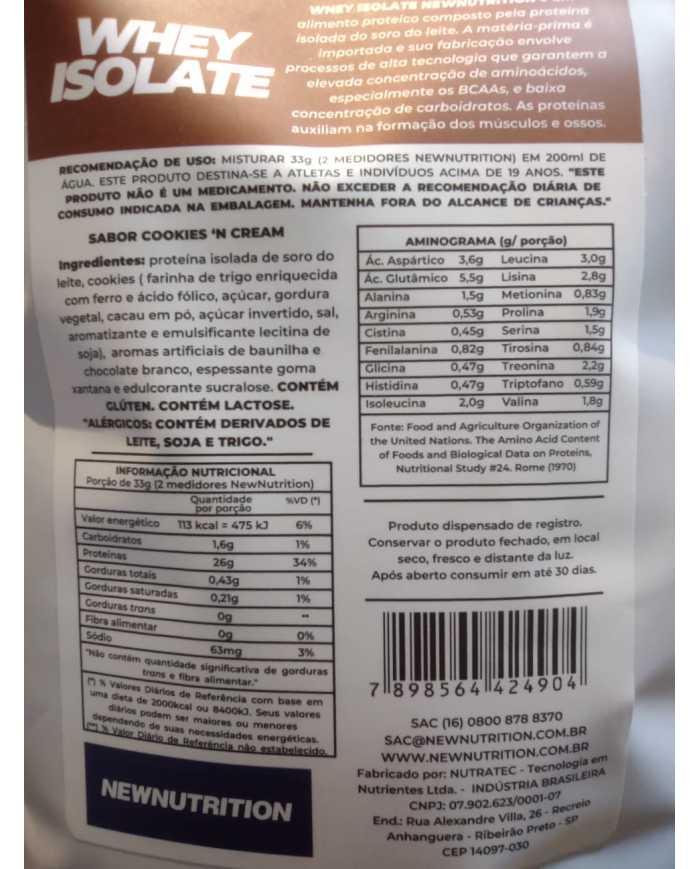 WHEY
ISOLATE
WHEY ISOLATE NEWNUTRITION
alimento proteico composto pela proteína
isolada do soro do leite. A matéria-prima é
importada e sua fabricação envolve
processos de alta tecnologia que garantem a
elevada concentração de aminoácidos,
especialmente os BCAAs, e baixa
concentração de carboidratos. As proteínas
auxiliam na formação dos músculos e ossos.
RECOMENDAÇÃO DE USO: MISTURAR 33g (2 MEDIDORES NEWNUTRITION) EM 200ml DE
ÁGUA. ESTE PRODUTO DESTINA-SE A ATLETAS E INDIVÍDUOS ACIMA DE 19 ANOS. "ESTE
PRODUTO NÃO É UM MEDICAMENTO. NÃO EXCEDER A RECOMENDAÇÃO DIÁRIA DE
CONSUMO INDICADA NA EMBALAGEM. MANTENHA FORA DO ALCANCE DE CRIANÇAS."
SABOR COOKIES 'N CREAM
Ingredientes: proteína isolada de soro do
leite, cookies ( farinha de trigo enriquecida
com ferro e ácido fólico, açúcar, gordura
vegetal, cacau em pó, açúcar invertido, sal,
aromatizante e emulsificante lecitina de
soja), aromas artificiais de baunilha e
chocolate branco, espessante goma
xantana e edulcorante sucralose. CONTÉM
GLÚTEN. CONTÉM LACTOSE.
"ALÉRGICOS: CONTÉM DERIVADOS DE
LEITE, SOJA E TRIGO."
INFORMAÇÃO NUTRICIONAL
Porção de 33g (2 medidores NewNutrition)
Quantidade
por porção %VD (*)
Valor energético 113 kcal = 475 kJ 6%
Carboidratos 1,6g 1%
Proteínas 26g 34%
Gorduras totais 0,43g 1%
Gorduras saturadas 0,21g 1%
Gorduras trans 0g **
Fibra alimentar 0g 0%
Sódio 63mg 3%
"Não contém quantidade significativa de gorduras
trans e fibra alimentar."
(*) % Valores Diários de Referência com base em
uma dieta de 2000kcal ou 8400kJ. Seus valores
diários podem ser maiores ou menores
dependendo de suas necessidades energéticas.
(**) % Valor Diário de Referência não estabelecido.
NEWNUTRITION
AMINOGRAMA (g/ porção)
Ác. Aspártico 3,6g Leucina 3,0g
Ác. Glutâmico 5,5g Lisina 2,8g
Alanina 1,5g Metionina 0,83g
Arginina 0,53g Prolina 1,9g
Cistina 0,45g Serina 1,5g
Fenilalanina 0,82g Tirosina 0,84g
Glicina 0,47g Treonina 2,2g
Histidina 0,47g Triptofano 0,59g
Isoleucina 2,0g Valina 1,8g
Fonte: Food and Agriculture Organization of
the United Nations. The Amino Acid Content
of Foods and Biological Data on Proteins,
Nutritional Study #24. Rome (1970)
Produto dispensado de registro.
Conservar o produto fechado, em local
seco, fresco e distante da luz.
Após aberto consumir em até 30 dias.
7 898564 424904
SAC (16) 0800 878 8370
SAC@NEWNUTRITION.COM.BR
WWW.NEWNUTRITION.COM.BR
Fabricado por: NUTRATEC - Tecnologia em
Nutrientes Ltda. - INDÚSTRIA BRASILEIRA
CNPJ: 07.902.623/0001-07
End.: Rua Alexandre Villa, 26 - Recreio
Anhanguera - Ribeirão Preto - SP
CEP 14097-030